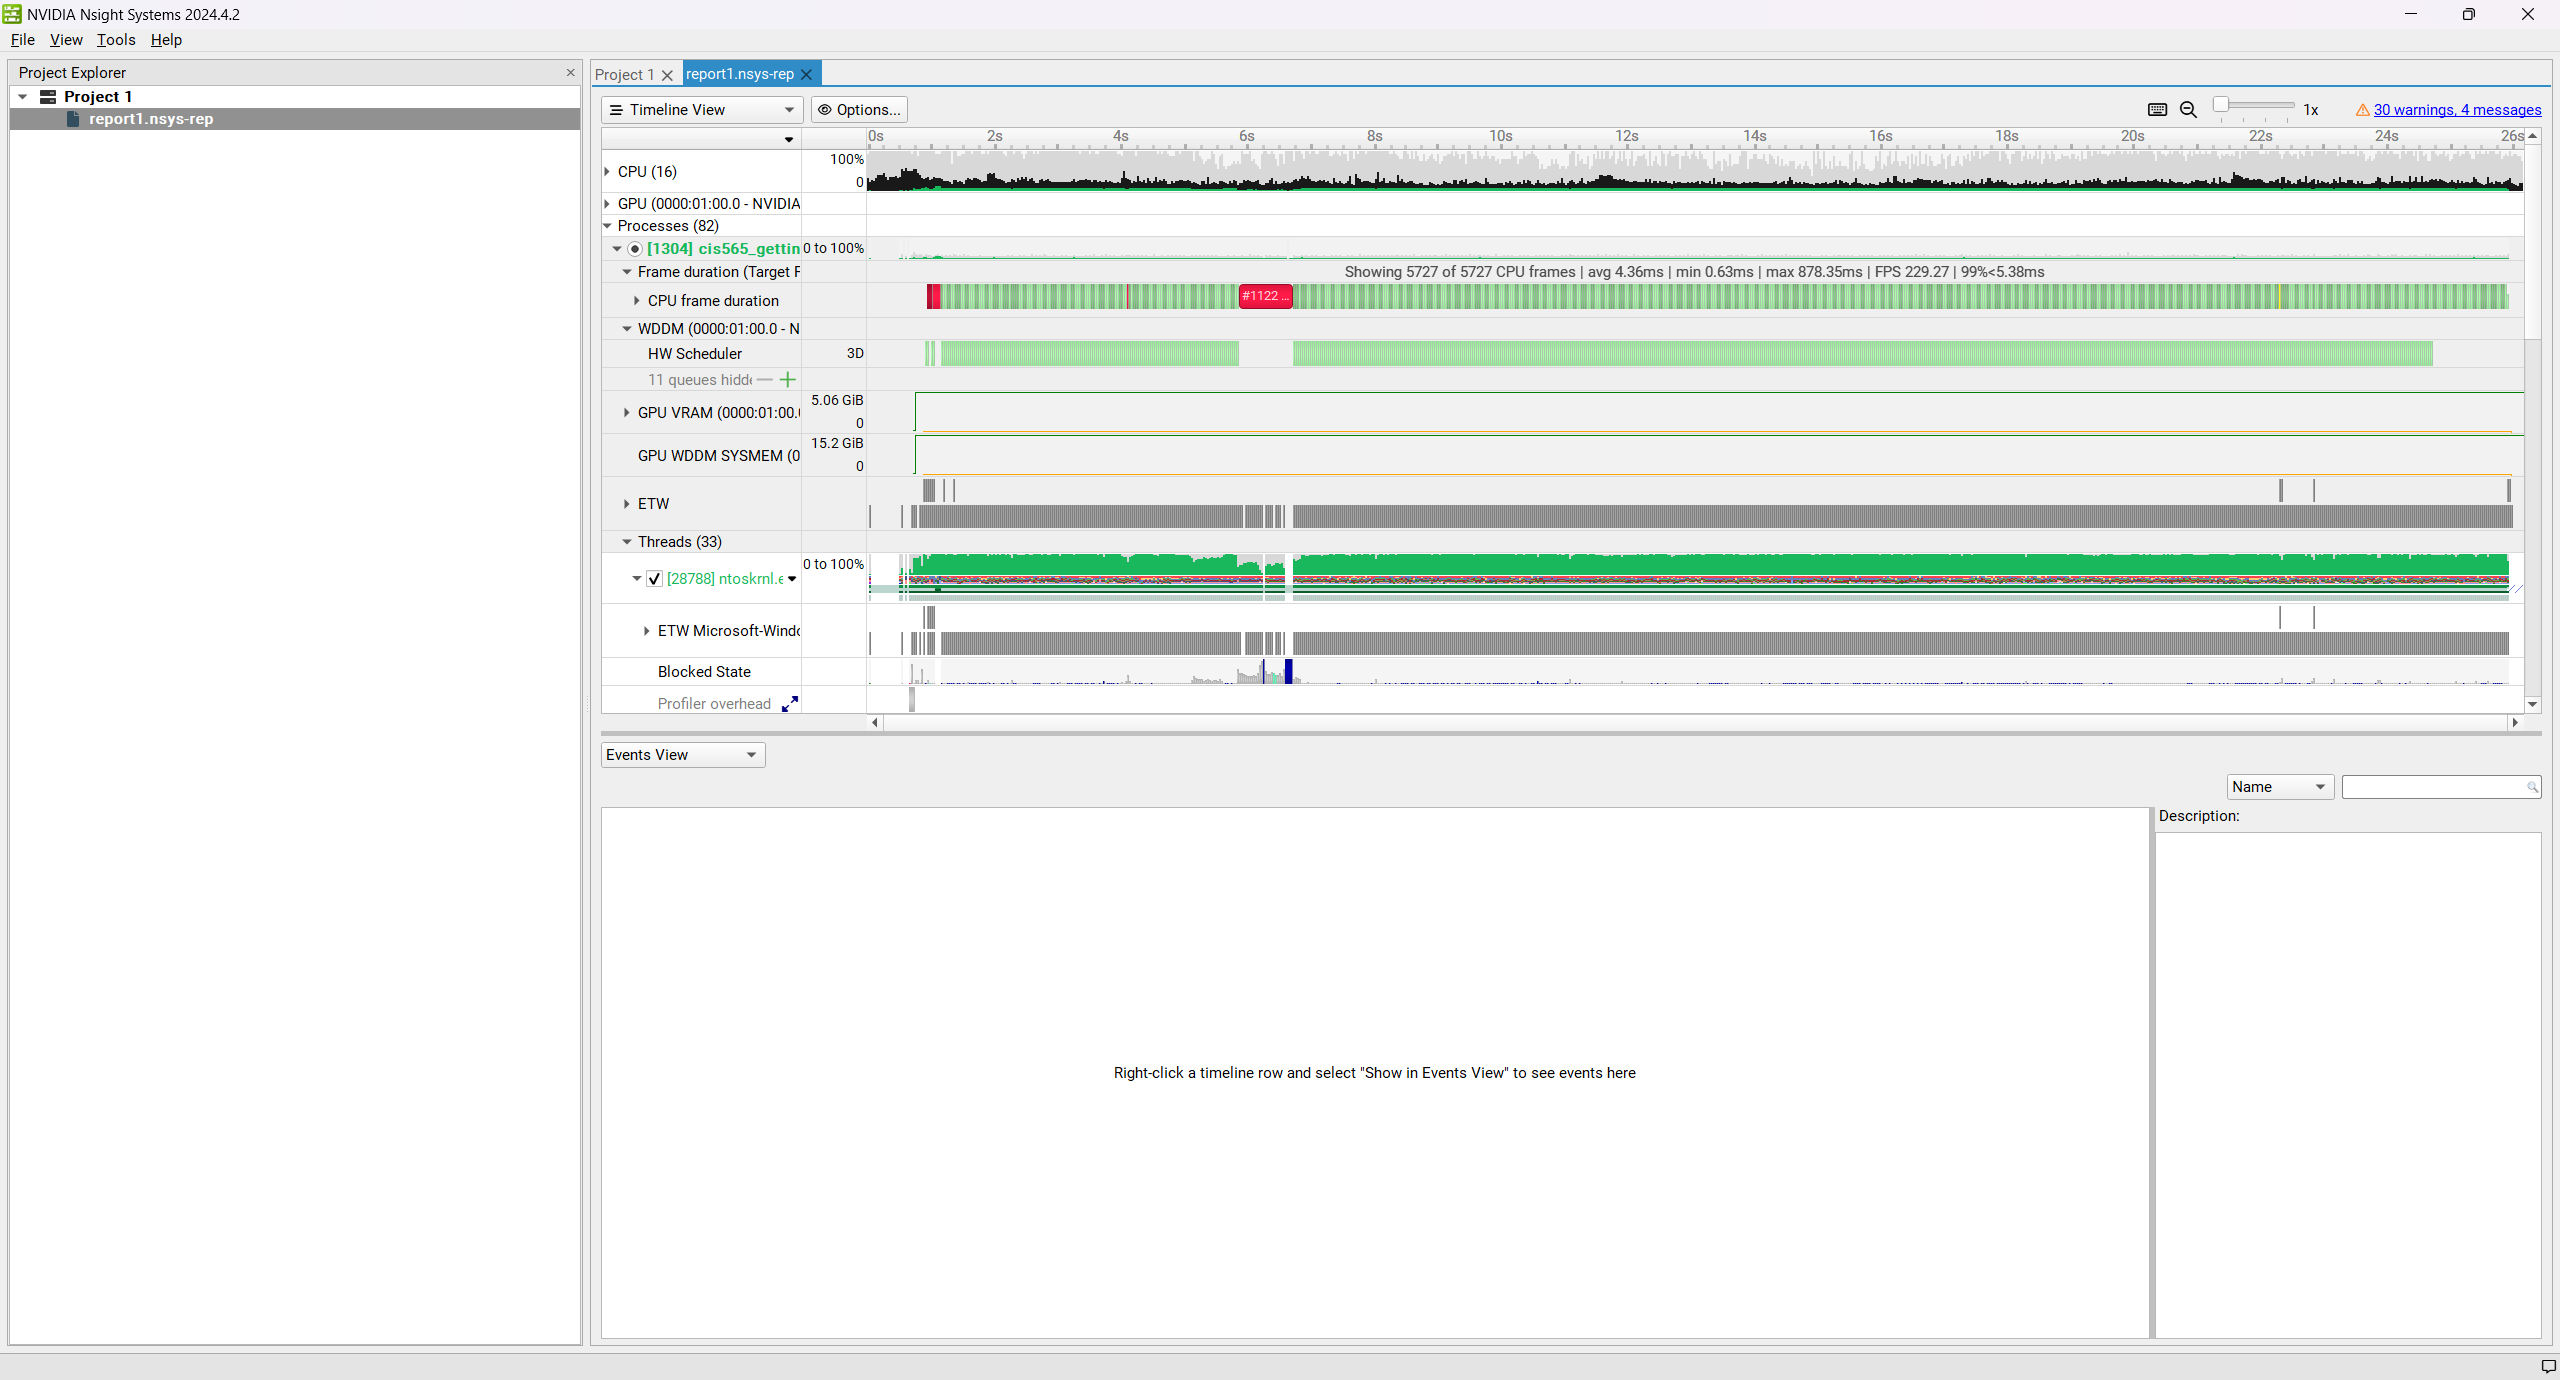 NVIDIA Nsight Systems 2024.4.2
File View Tools Help
Project Explorer
Project 1
report1.nsys-rep
Project 1 report1.nsys-rep
Timeline View Options... 1x 30 warnings, 4 messages
0s 2s 4s 6s 8s 10s 12s 14s 16s 18s 20s 22s 24s 26s
CPU (16) 100% 0
GPU (0000:01:00.0 - NVIDIA
Processes (82)
[1304] cis565_gettin 0 to 100%
Frame duration (Target F Showing 5727 of 5727 CPU frames | avg 4.36ms | min 0.63ms | max 878.35ms | FPS 229.27 | 99%<5.38ms
CPU frame duration #1122 ...
WDDM (0000:01:00.0 - N
HW Scheduler 3D
11 queues hidde
GPU VRAM (0000:01:00.0 5.06 GiB 0
GPU WDDM SYSMEM (0 15.2 GiB 0
ETW
Threads (33)
[28788] ntoskrnl.e 0 to 100%
ETW Microsoft-Windo
Blocked State
Profiler overhead
Events View
Name
Description:
Right-click a timeline row and select "Show in Events View" to see events here